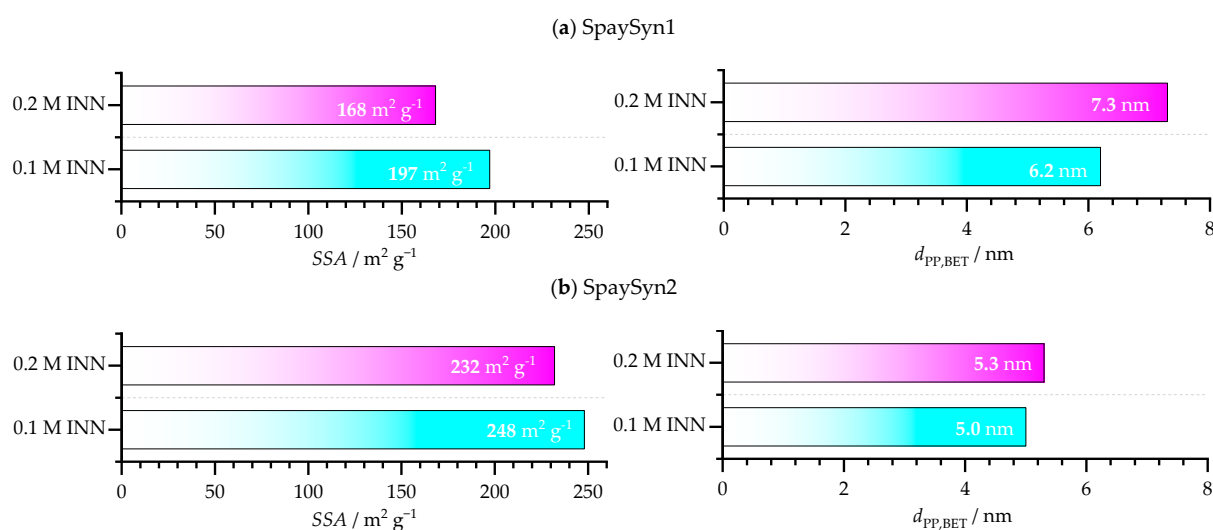 (a) SpaySyn1
0.2 M INN
168 m² g⁻¹
0.1 M INN
197 m² g⁻¹
0 50 100 150 200 250
SSA / m² g⁻¹
0.2 M INN
7.3 nm
0.1 M INN
6.2 nm
0 2 4 6 8
d_PP,BET / nm
(b) SpaySyn2
0.2 M INN
232 m² g⁻¹
0.1 M INN
248 m² g⁻¹
0 50 100 150 200 250
SSA / m² g⁻¹
0.2 M INN
5.3 nm
0.1 M INN
5.0 nm
0 2 4 6 8
d_PP,BET / nm